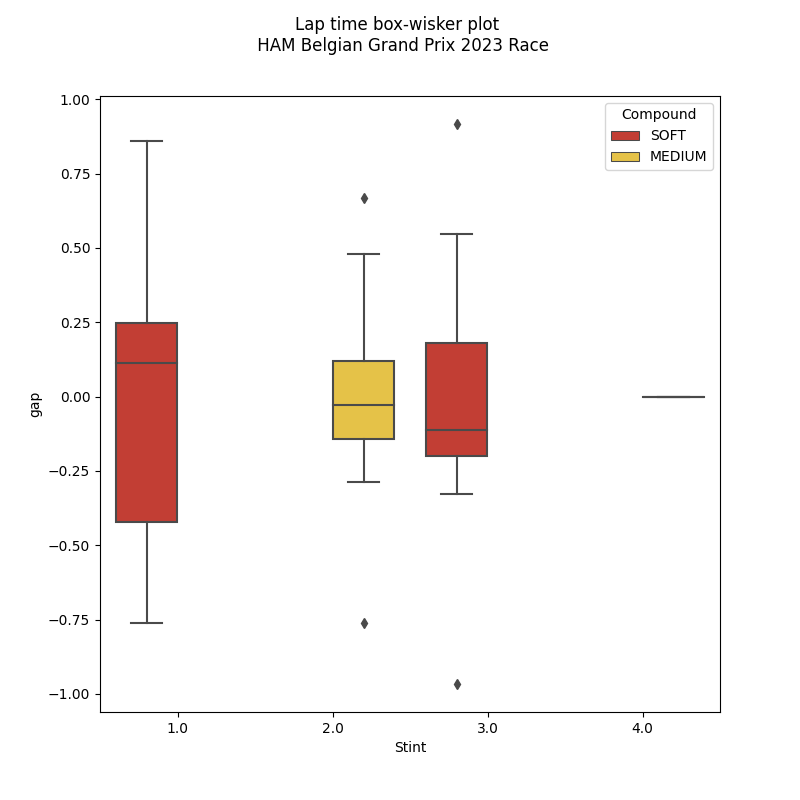 Lap time box-wisker plot
HAM Belgian Grand Prix 2023 Race
Compound
SOFT
MEDIUM
1.00
0.75
0.50
0.25
0.00
−0.25
−0.50
−0.75
−1.00
gap
1.0 2.0 3.0 4.0
Stint